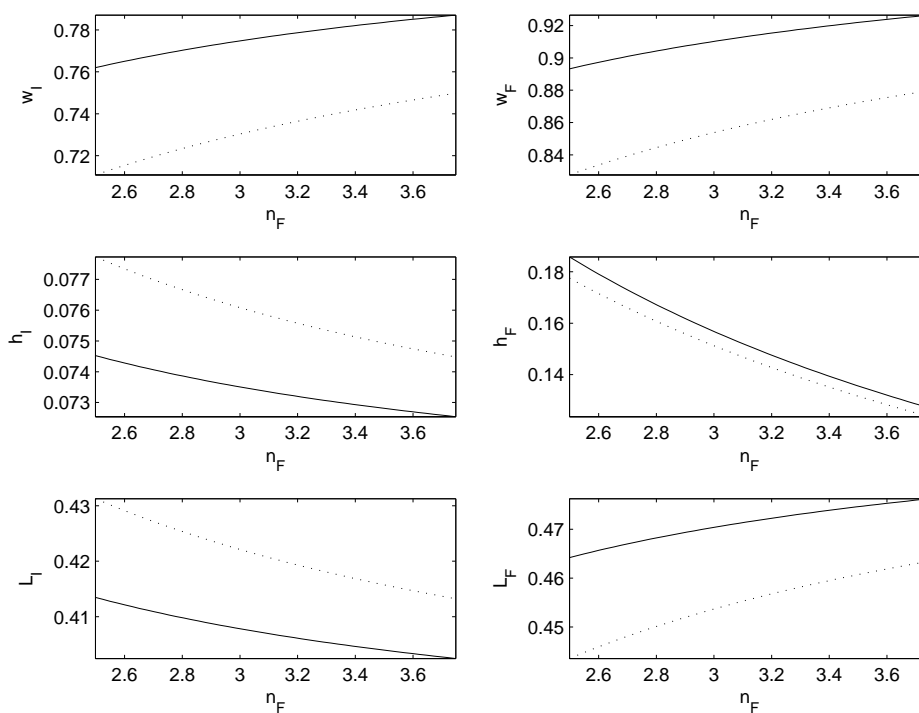 0.78
0.76
0.74
0.72
w_I
2.6 2.8 3 3.2 3.4 3.6
n_F
0.92
0.9
0.88
0.86
0.84
w_F
2.6 2.8 3 3.2 3.4 3.6
n_F
0.077
0.076
0.075
0.074
0.073
h_I
2.6 2.8 3 3.2 3.4 3.6
n_F
0.18
0.16
0.14
h_F
2.6 2.8 3 3.2 3.4 3.6
n_F
0.43
0.42
0.41
L_I
2.6 2.8 3 3.2 3.4 3.6
n_F
0.47
0.46
0.45
L_F
2.6 2.8 3 3.2 3.4 3.6
n_F